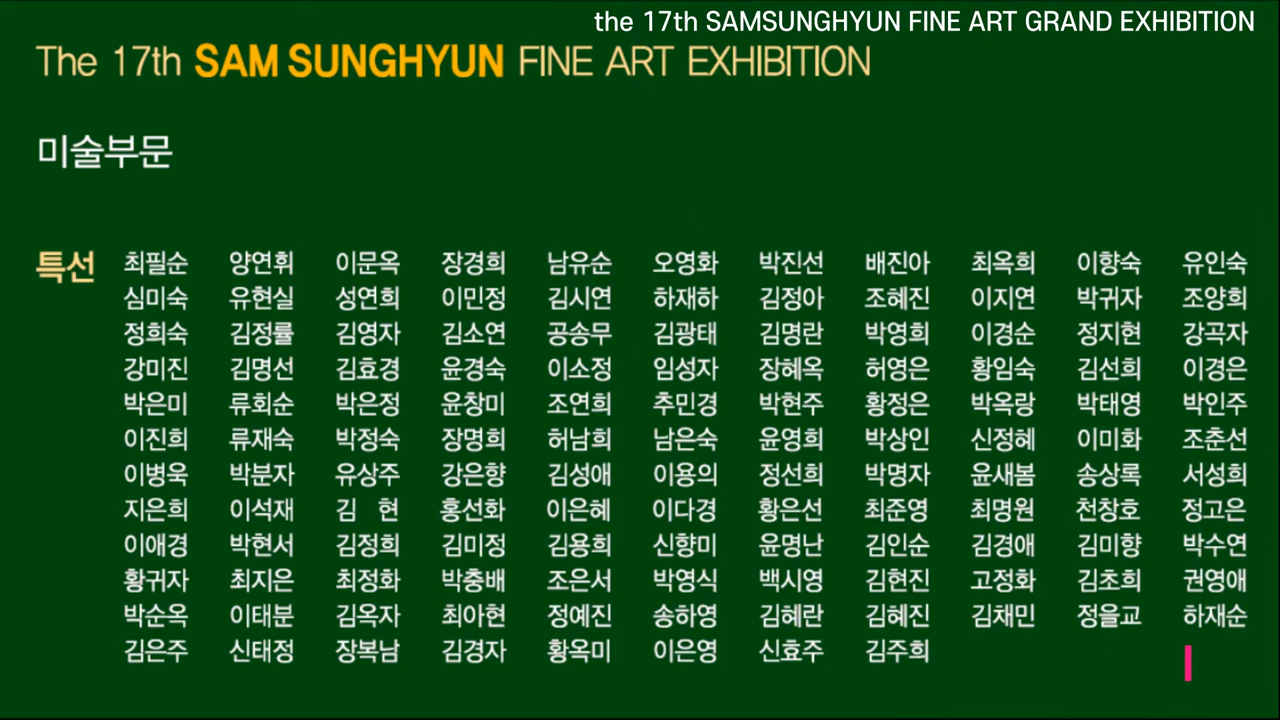 the 17th SAMSUNGHYUN FINE ART GRAND EXHIBITION
The 17th SAM SUNGHYUN FINE ART EXHIBITION
미술부문
특선 최필순 양연휘 이문옥 장경희 남유순 오영화 박진선 배진아 최옥희 이향숙 유인숙
심미숙 유현실 성연희 이민정 김시연 하재하 김정아 조혜진 이지연 박귀자 조양희
정희숙 김정률 김영자 김소연 공송무 김광태 김명란 박영희 이경순 정지현 강곡자
강미진 김명선 김효경 윤경숙 이소정 임성자 장혜옥 허영은 황임숙 김선희 이경은
박은미 류회순 박은정 윤창미 조연희 추민경 박현주 황정은 박옥랑 박태영 박인주
이진희 류재숙 박정숙 장명희 허남희 남은숙 윤영희 박상인 신정혜 이미화 조춘선
이병욱 박분자 유상주 강은향 김성애 이용의 정선희 박명자 윤새봄 송상록 서성희
지은희 이석재 김 현 홍선화 이은혜 이다경 황은선 최준영 최명원 천창호 정고은
이애경 박현서 김정희 김미정 김용희 신향미 윤명난 김인순 김경애 김미향 박수연
황귀자 최지은 최정화 박충배 조은서 박영식 백시영 김현진 고정화 김초희 권영애
박순옥 이태분 김옥자 최아현 정예진 송하영 김혜란 김혜진 김채민 정을교 하재순
김은주 신태정 장복남 김경자 황옥미 이은영 신효주 김주희